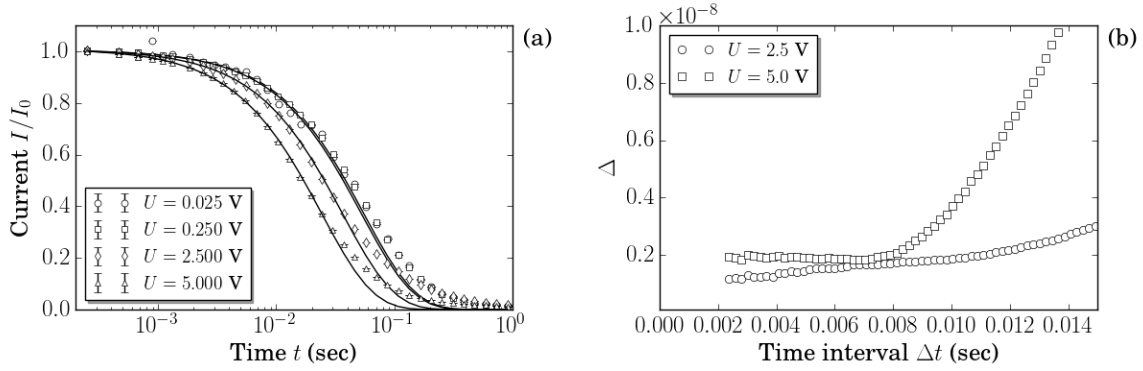 (a)
1.0
0.8
0.6
0.4
0.2
0.0
Current I/I₀
U = 0.025 V
U = 0.250 V
U = 2.500 V
U = 5.000 V
10⁻³
10⁻²
10⁻¹
10⁰
Time t (sec)
1.0 ×10⁻⁸
(b)
0.8
0.6
0.4
0.2
Δ
U = 2.5 V
U = 5.0 V
0.000
0.002
0.004
0.006
0.008
0.010
0.012
0.014
Time interval Δt (sec)